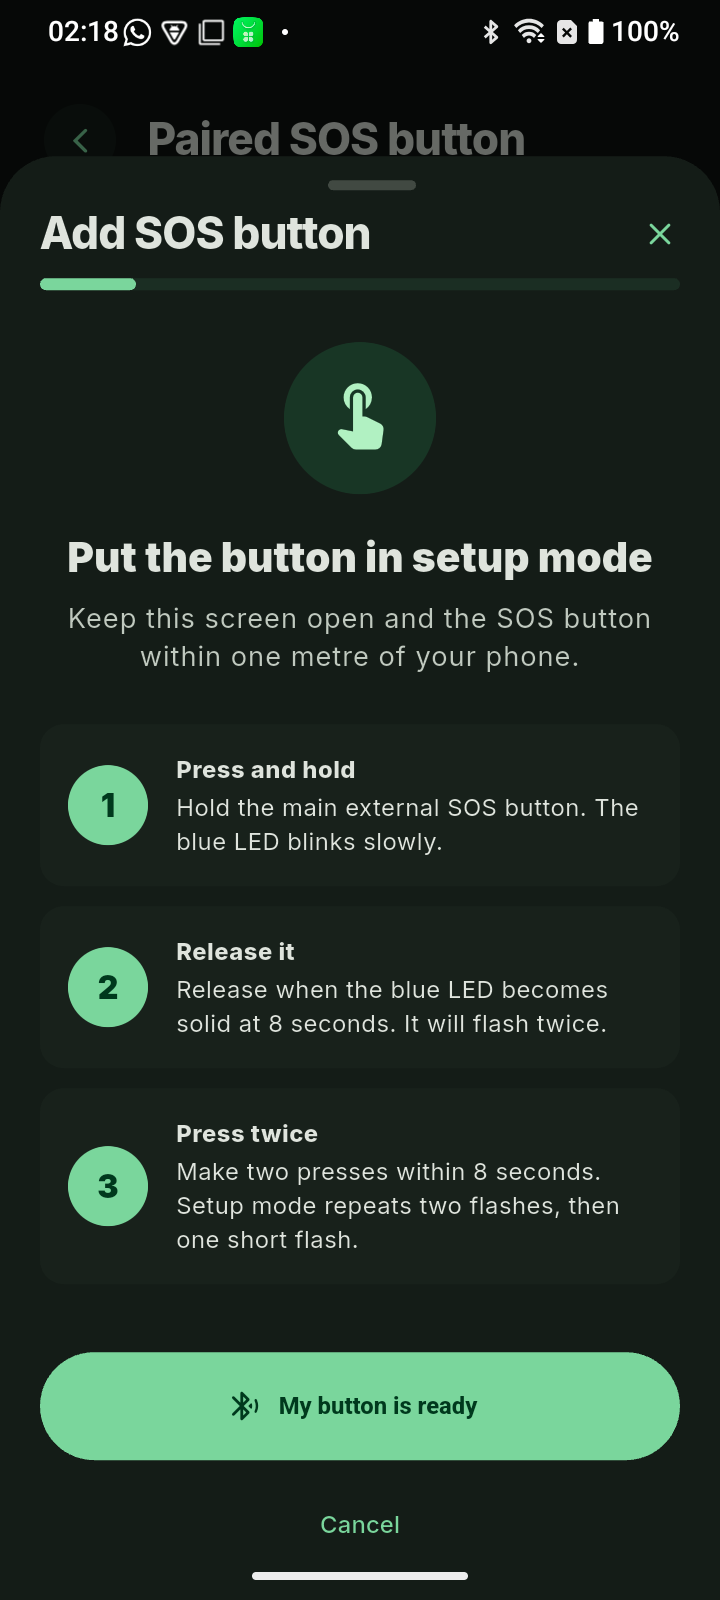 02:18
100%
Paired SOS button
Add SOS button
Put the button in setup mode
Keep this screen open and the SOS button
within one metre of your phone.
1
Press and hold
Hold the main external SOS button. The
blue LED blinks slowly.
2
Release it
Release when the blue LED becomes
solid at 8 seconds. It will flash twice.
3
Press twice
Make two presses within 8 seconds.
Setup mode repeats two flashes, then
one short flash.
My button is ready
Cancel